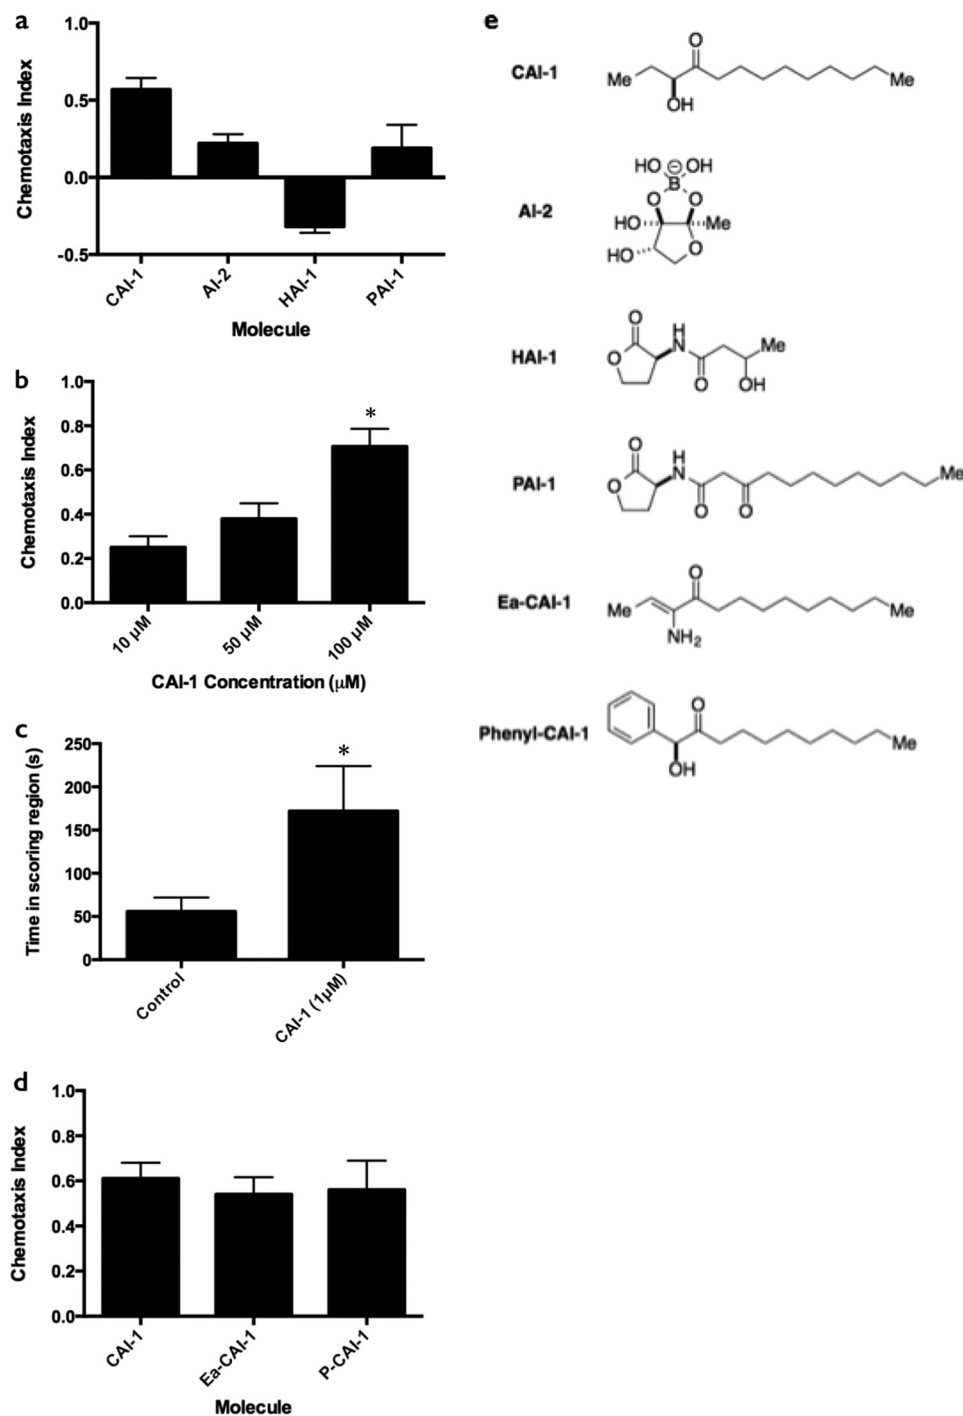 a
Chemotaxis Index
1.0
0.5
0.0
-0.5
CAI-1
AI-2
HAI-1
PAI-1
Molecule
b
Chemotaxis Index
1.0
0.8
0.6
0.4
0.2
0.0
*
10 µM
50 µM
100 µM
CAI-1 Concentration (µM)
c
Time in scoring region (s)
250
200
150
100
50
0
*
Control
CAI-1 (1µM)
d
Chemotaxis Index
1.0
0.8
0.6
0.4
0.2
0.0
CAI-1
Ea-CAI-1
P-CAI-1
Molecule
e
CAI-1
O
Me
Me
OH
AI-2
HO ⊖ OH
B
O O
HO Me
HO O
HAI-1
O
H
N
Me
O
O
OH
PAI-1
O
H
N
Me
O
O
O
Ea-CAI-1
O
Me
Me
NH2
Phenyl-CAI-1
O
Me
OH